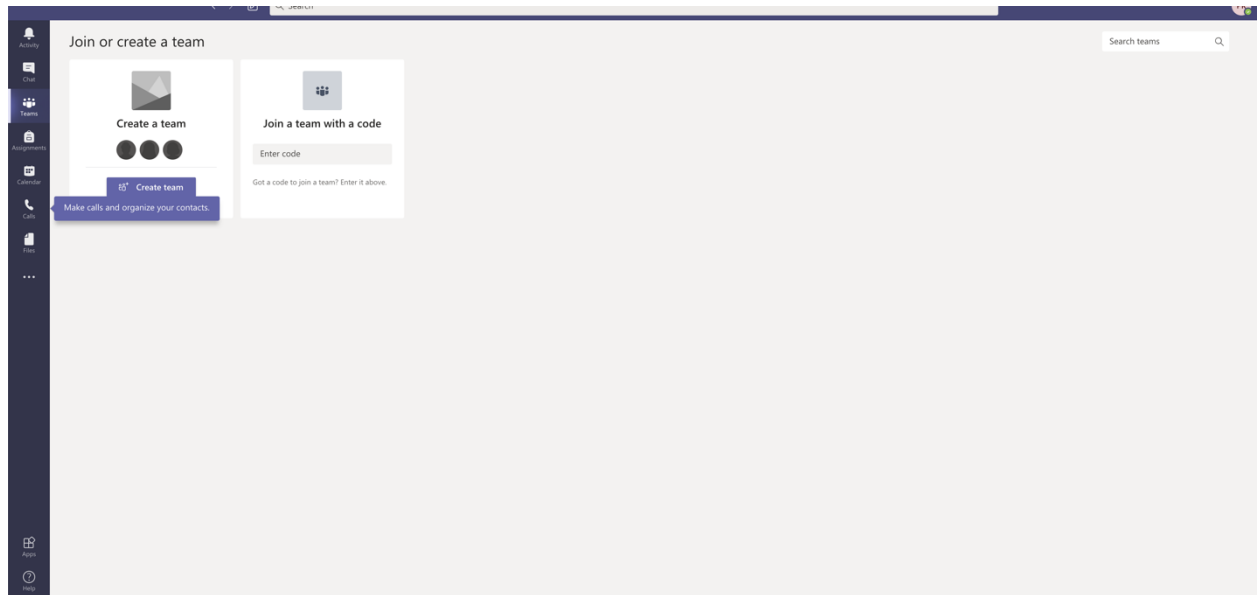 Search
Activity
Join or create a team
Search teams
Chat
Teams
Create a team
Join a team with a code
Assignments
Enter code
Calendar
Create team
Got a code to join a team? Enter it above.
Calls
Make calls and organize your contacts.
Files
Apps
Help